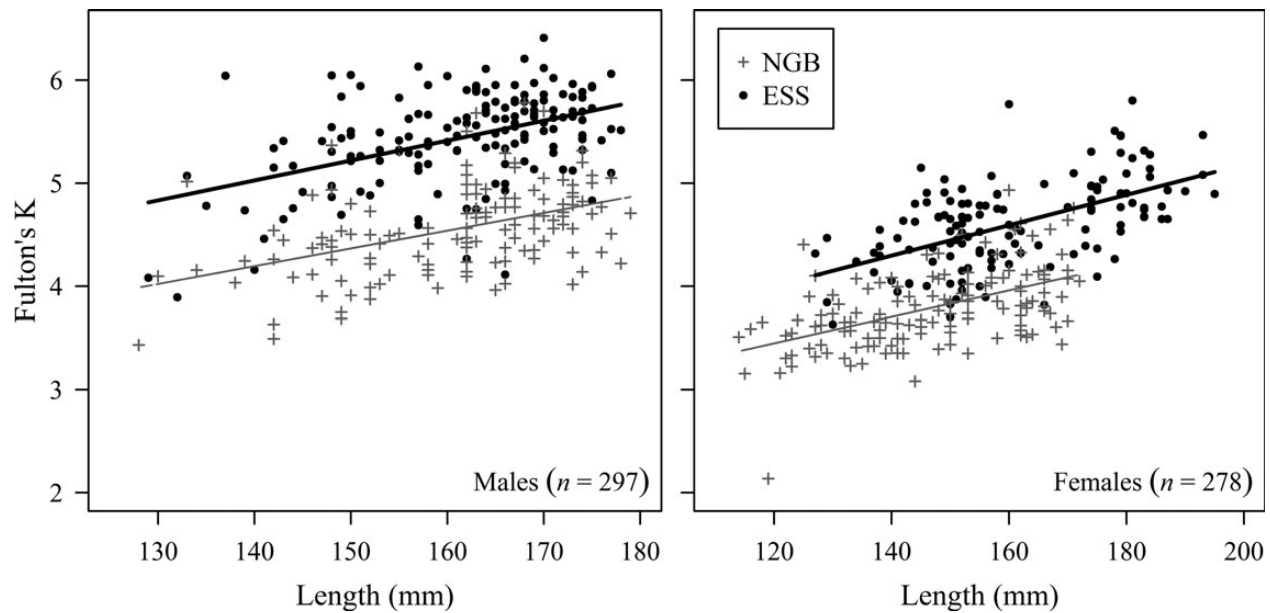 Fulton's K
6
5
4
3
2
Males (n = 297)
130 140 150 160 170 180
Length (mm)
NGB
ESS
Females (n = 278)
120 140 160 180 200
Length (mm)